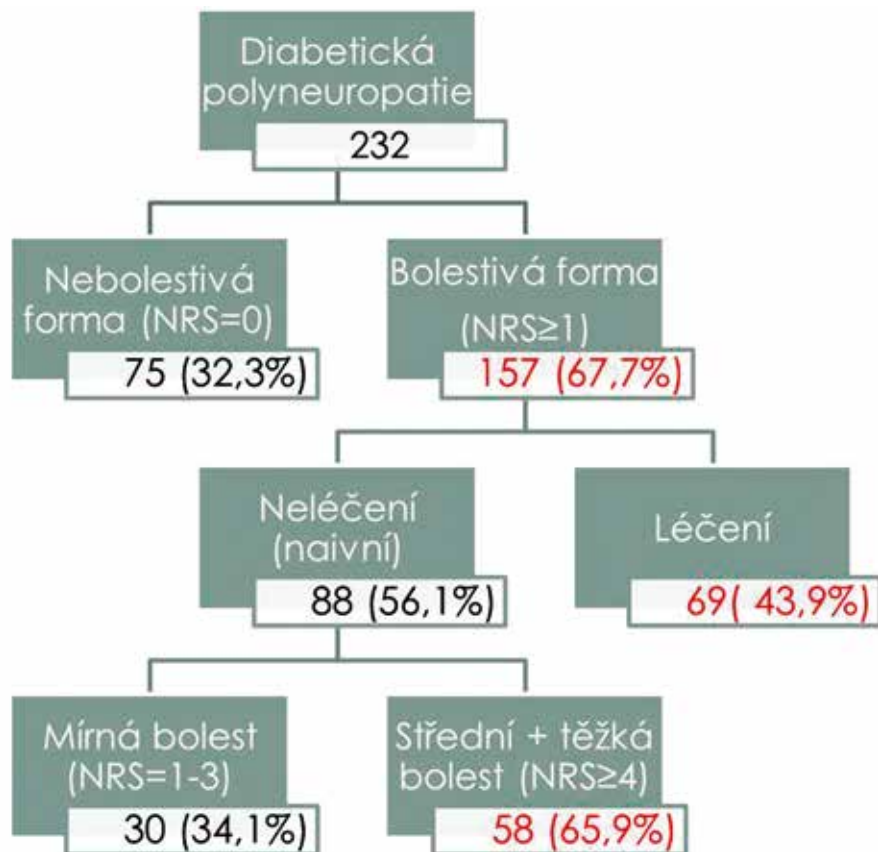 Diabetická
polyneuropatie
232
Nebolestivá
forma (NRS=0)
75 (32,3%)
Bolestivá forma
(NRS≥1)
157 (67,7%)
Neléčení
(naivní)
88 (56,1%)
Léčení
69( 43,9%)
Mírná bolest
(NRS=1-3)
30 (34,1%)
Střední + těžká
bolest (NRS≥4)
58 (65,9%)